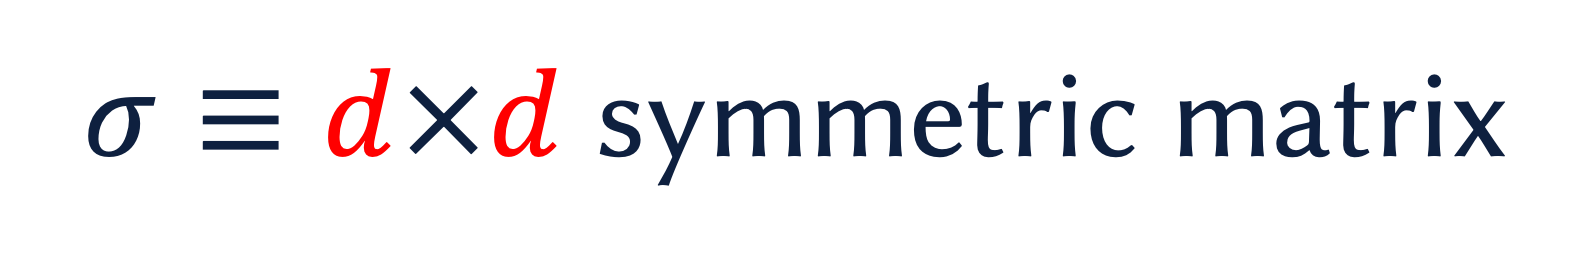 σ ≡ d×d symmetric matrix